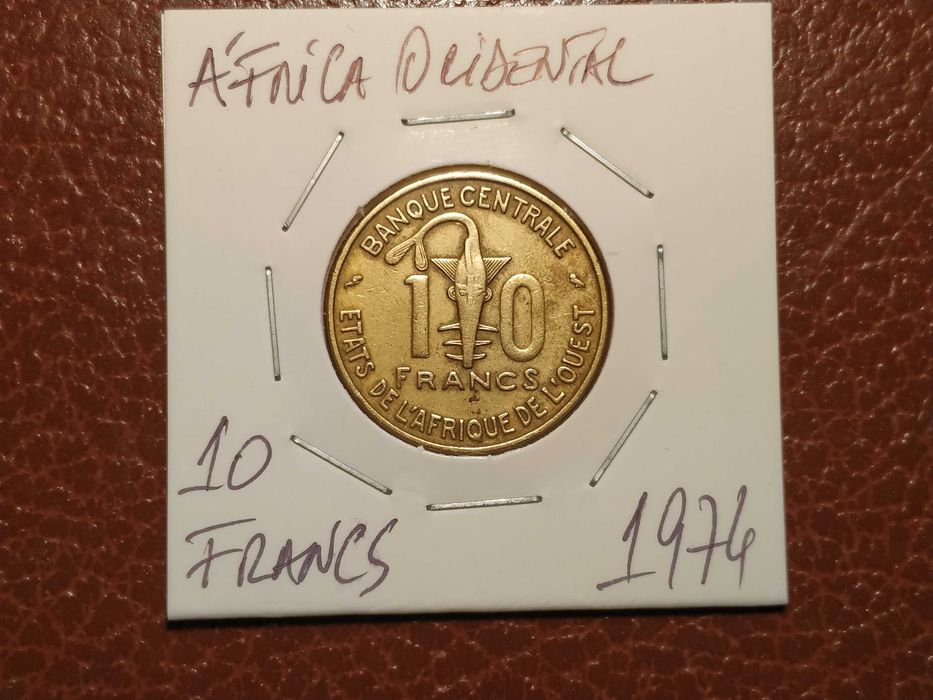 África Ocidental
BANQUE CENTRALE
10
FRANCS
ETATS DE L'AFRIQUE DE L'OUEST
10
FRANCS
1974